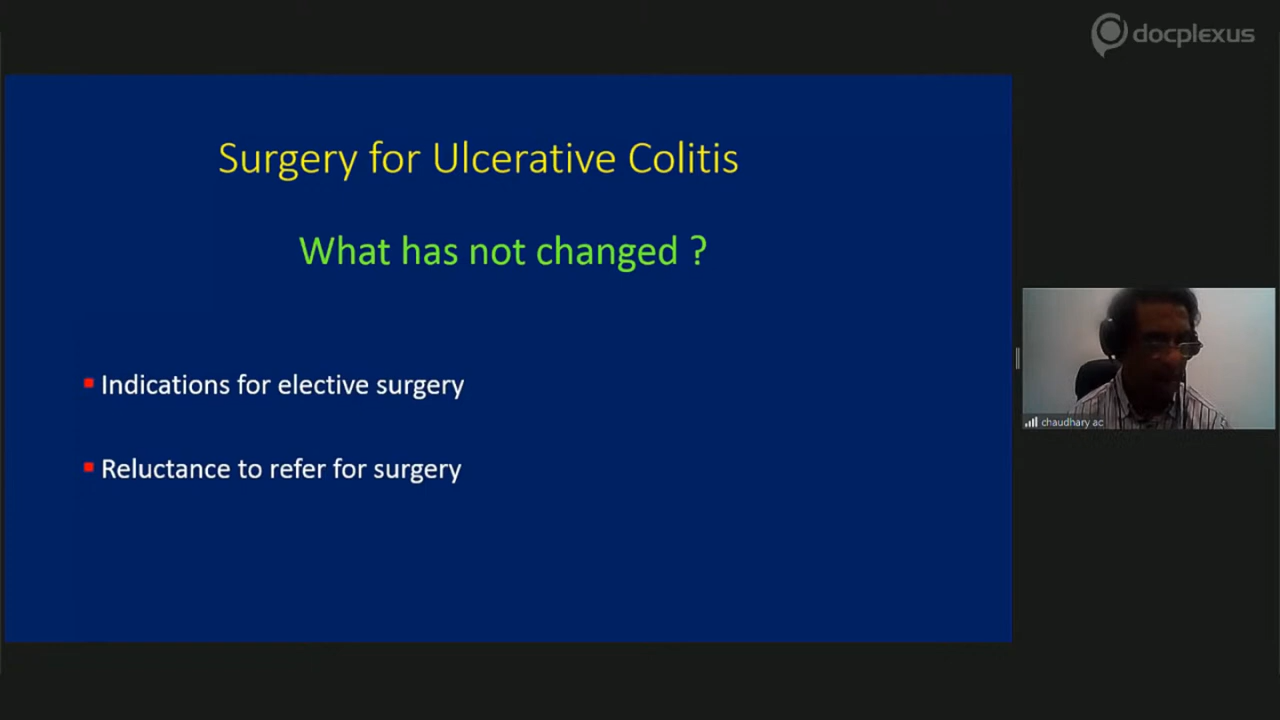 docplexus
Surgery for Ulcerative Colitis
What has not changed ?
Indications for elective surgery
Reluctance to refer for surgery
chaudhary ac